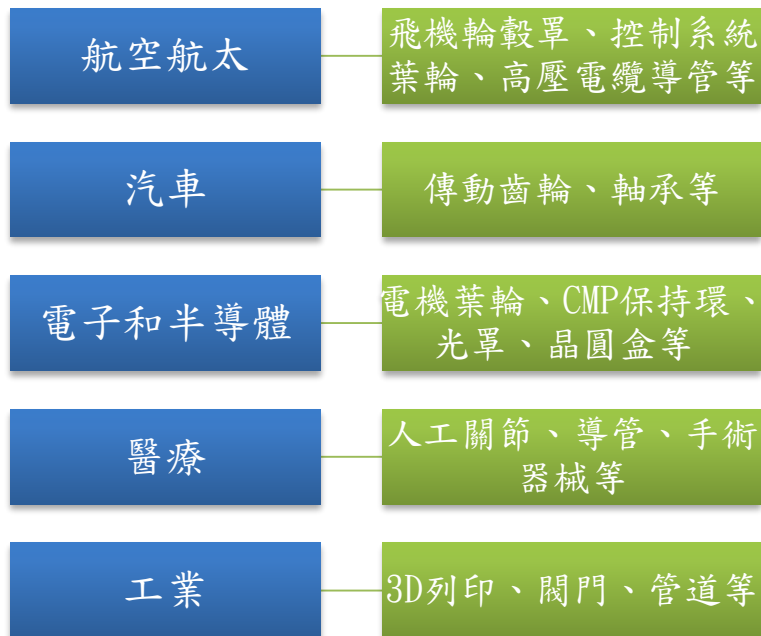 航空航太
飛機輪轂罩、控制系統
葉輪、高壓電纜導管等
汽車
傳動齒輪、軸承等
電子和半導體
電機葉輪、CMP保持環、
光罩、晶圓盒等
醫療
人工關節、導管、手術
器械等
工業
3D列印、閥門、管道等